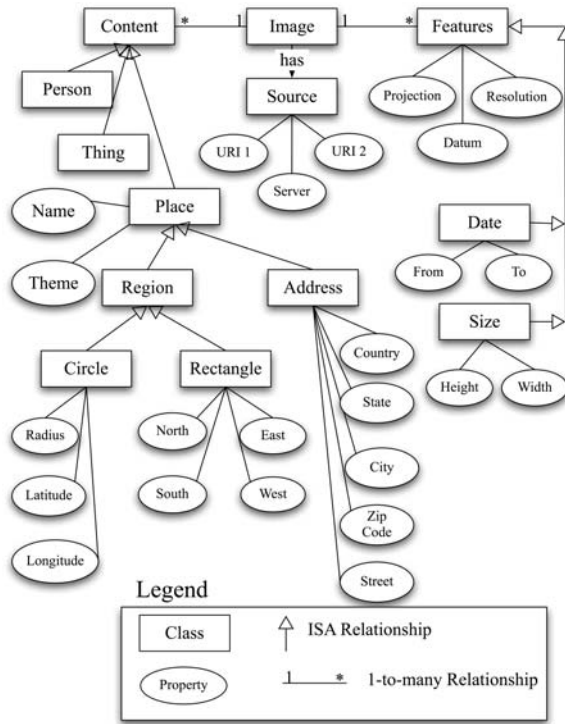 Content * 1 Image 1 * Features
has
Person
Source
Projection Resolution
Thing
URI 1 URI 2
Datum
Server
Name Place
Date
Theme
From To
Region Address
Size
Country
Circle Rectangle
Height Width
State
Radius North East
City
Latitude South West
Zip
Code
Longitude
Street
Legend
Class ISA Relationship
Property 1 * 1-to-many Relationship